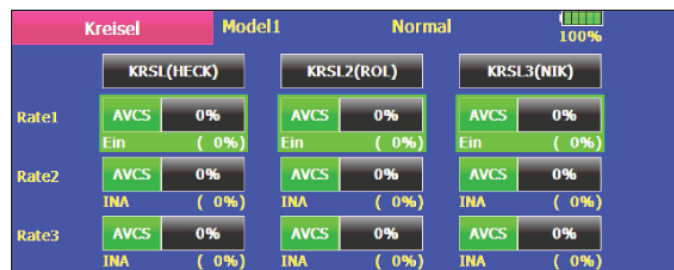 Kreisel Model1 Normal 100%
KRSL(HECK) KRSL2(ROL) KRSL3(NIK)
Rate1 AVCS 0% AVCS 0% AVCS 0%
Ein ( 0%) Ein ( 0%) Ein ( 0%)
Rate2 AVCS 0% AVCS 0% AVCS 0%
INA ( 0%) INA ( 0%) INA ( 0%)
Rate3 AVCS 0% AVCS 0% AVCS 0%
INA ( 0%) INA ( 0%) INA ( 0%)